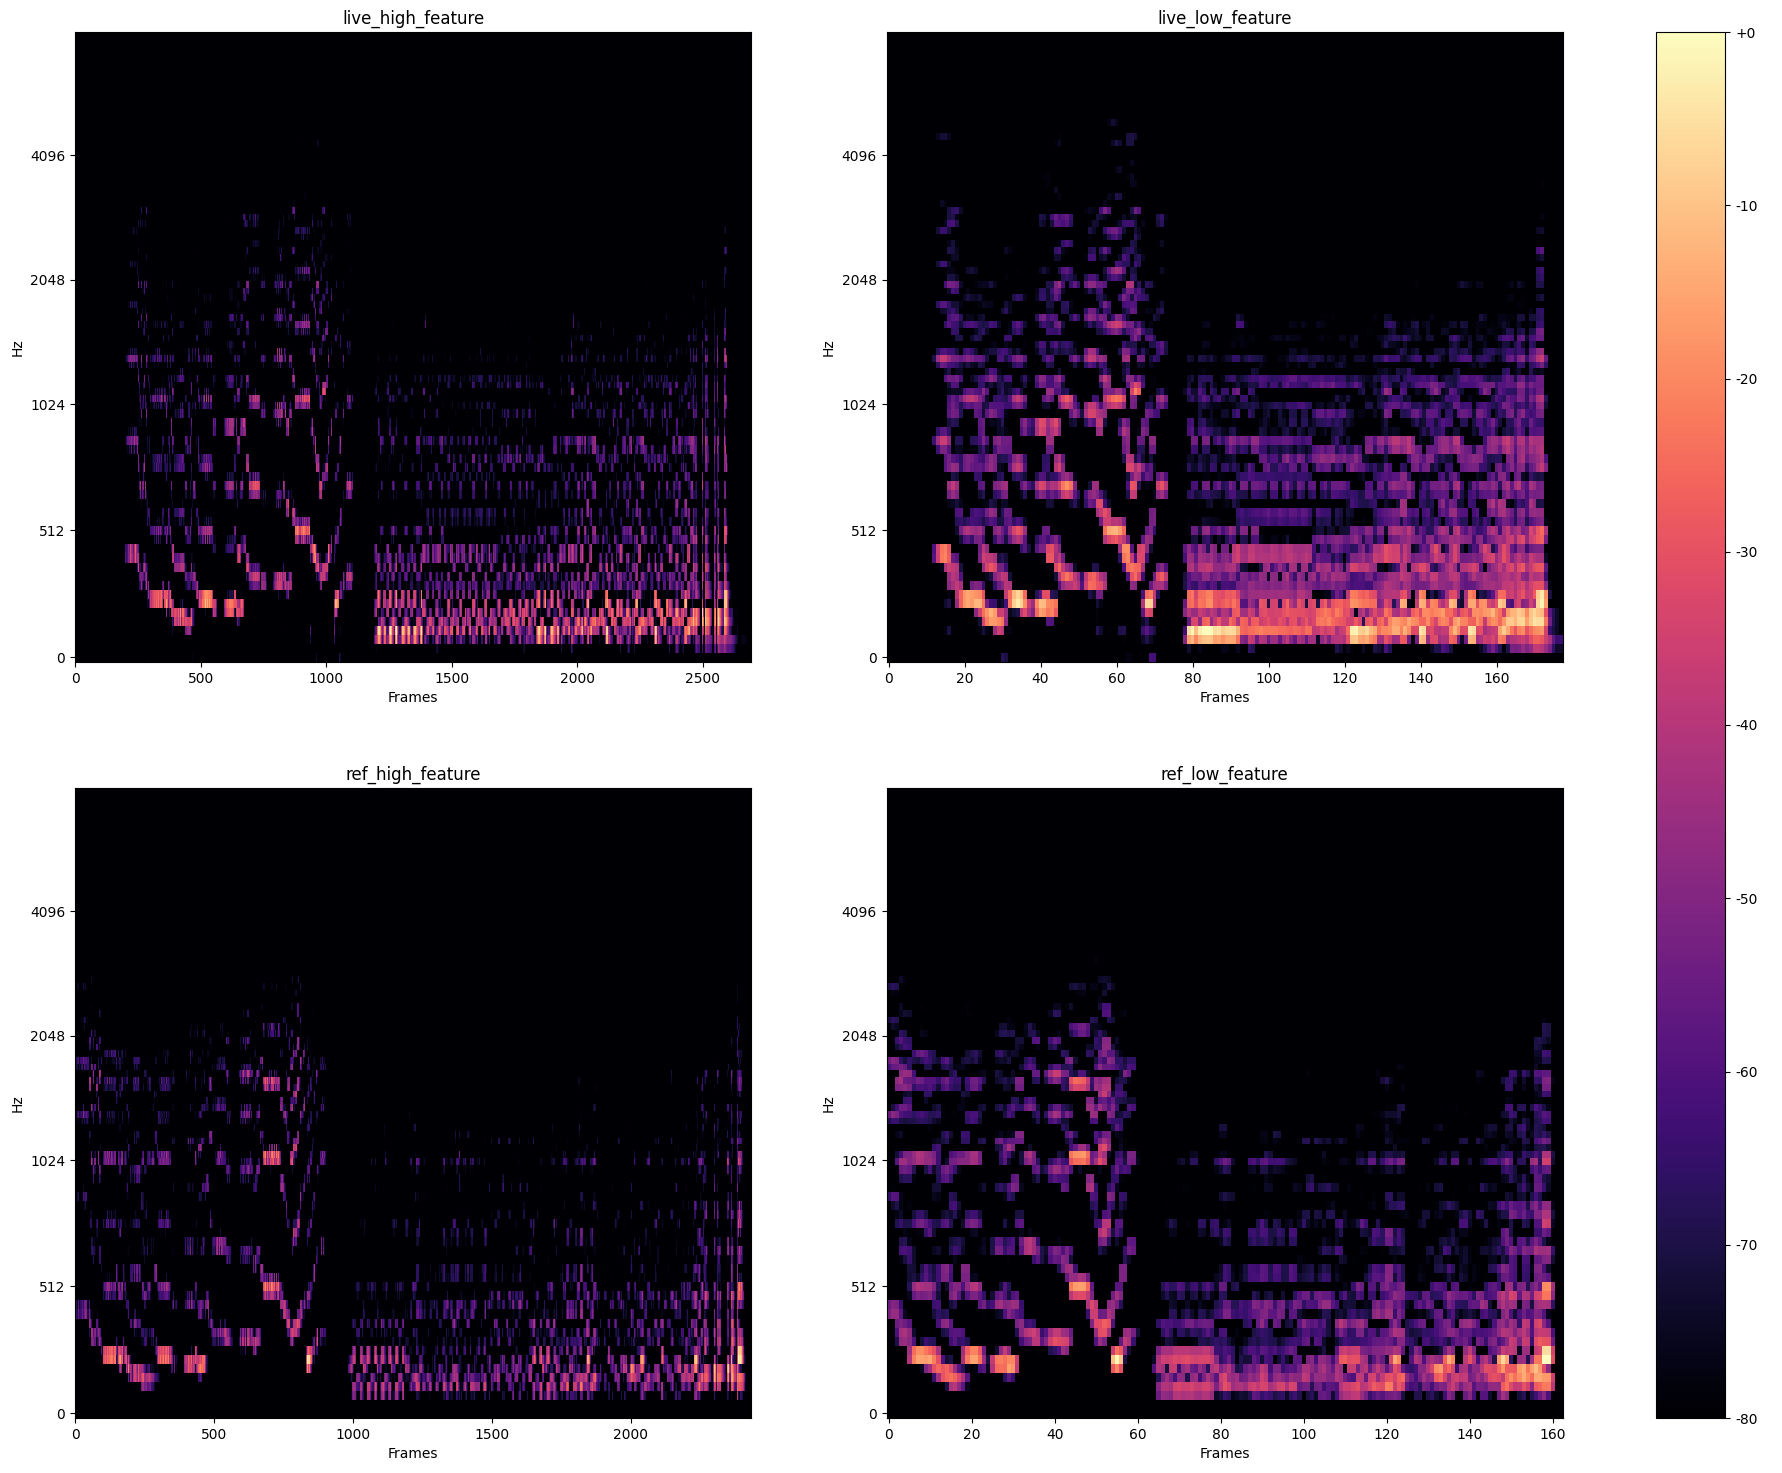 live_high_feature
4096
2048
1024
512
0
Hz
0 500 1000 1500 2000 2500
Frames
live_low_feature
4096
2048
1024
512
0
Hz
0 20 40 60 80 100 120 140 160
Frames
+0
-10
-20
-30
-40
-50
-60
-70
-80
ref_high_feature
4096
2048
1024
512
0
Hz
0 500 1000 1500 2000
Frames
ref_low_feature
4096
2048
1024
512
0
Hz
0 20 40 60 80 100 120 140 160
Frames